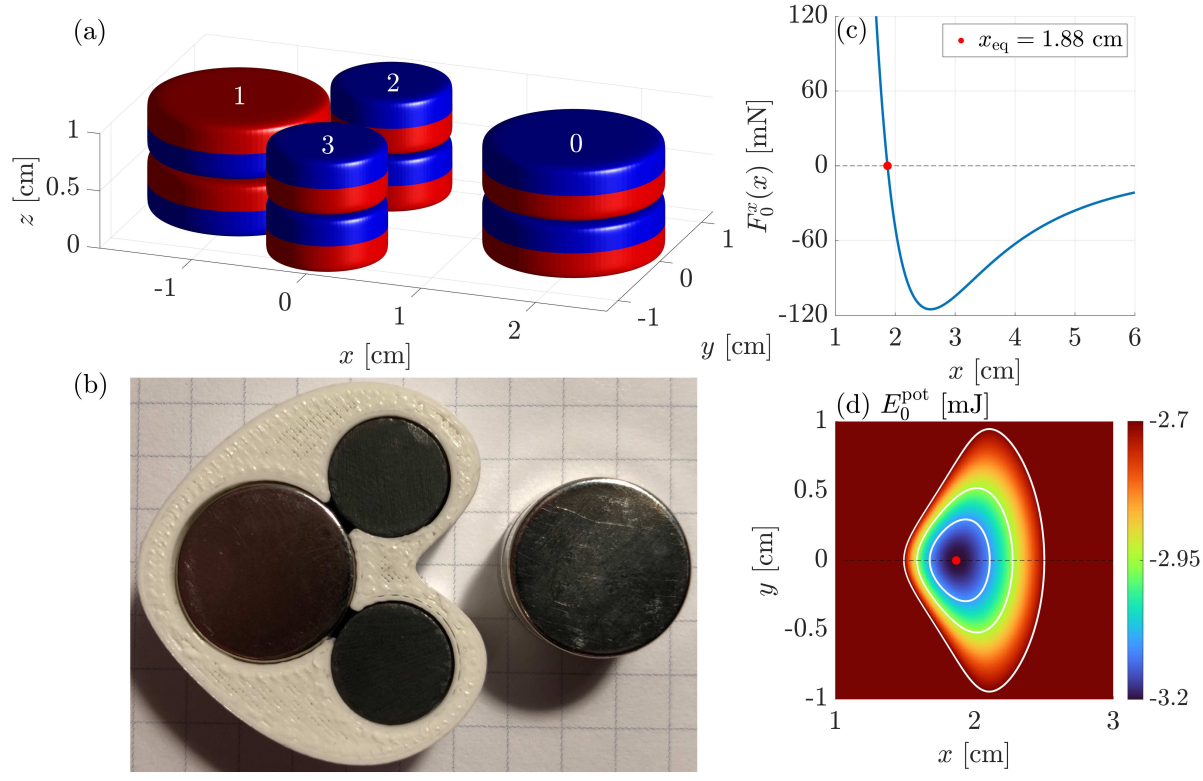 (a)
1
2
3
0
1
0.5
0
z [cm]
-1
0
1
2
x [cm]
-1
0
1
y [cm]
(b)
(c)
x_eq = 1.88 cm
120
60
0
-60
-120
F_0^x(x) [mN]
1 2 3 4 5 6
x [cm]
(d) E_0^pot [mJ]
1
0.5
0
-0.5
-1
y [cm]
1 2 3
x [cm]
-2.7
-2.95
-3.2